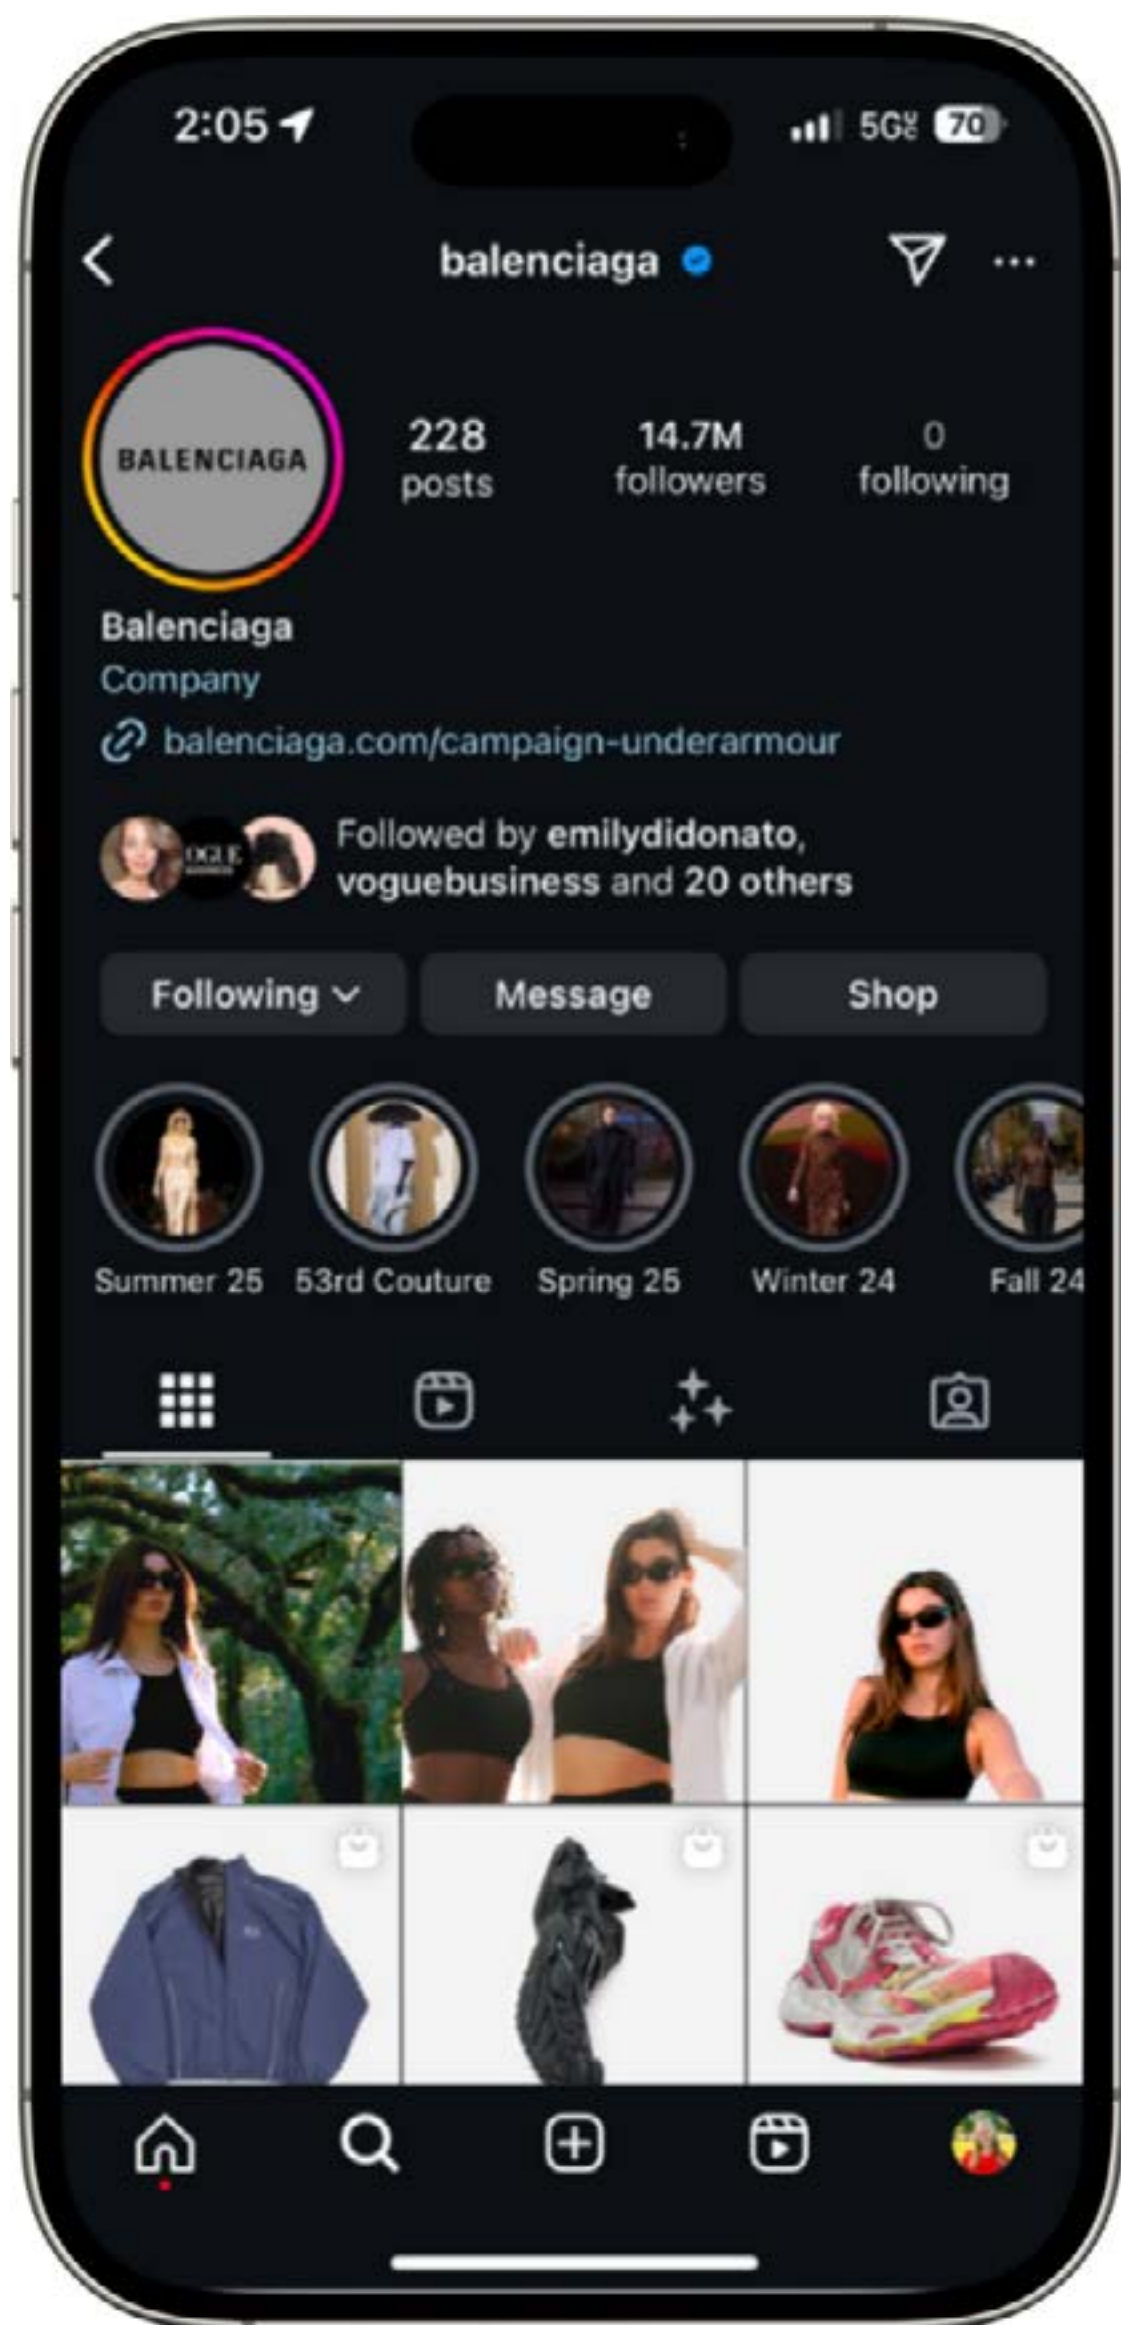 2:05
5G
70
balenciaga
BALENCIAGA
228
posts
14.7M
followers
0
following
Balenciaga
Company
balenciaga.com/campaign-underarmour
Followed by emilydidonato,
voguebusiness and 20 others
Following
Message
Shop
Summer 25
53rd Couture
Spring 25
Winter 24
Fall 24